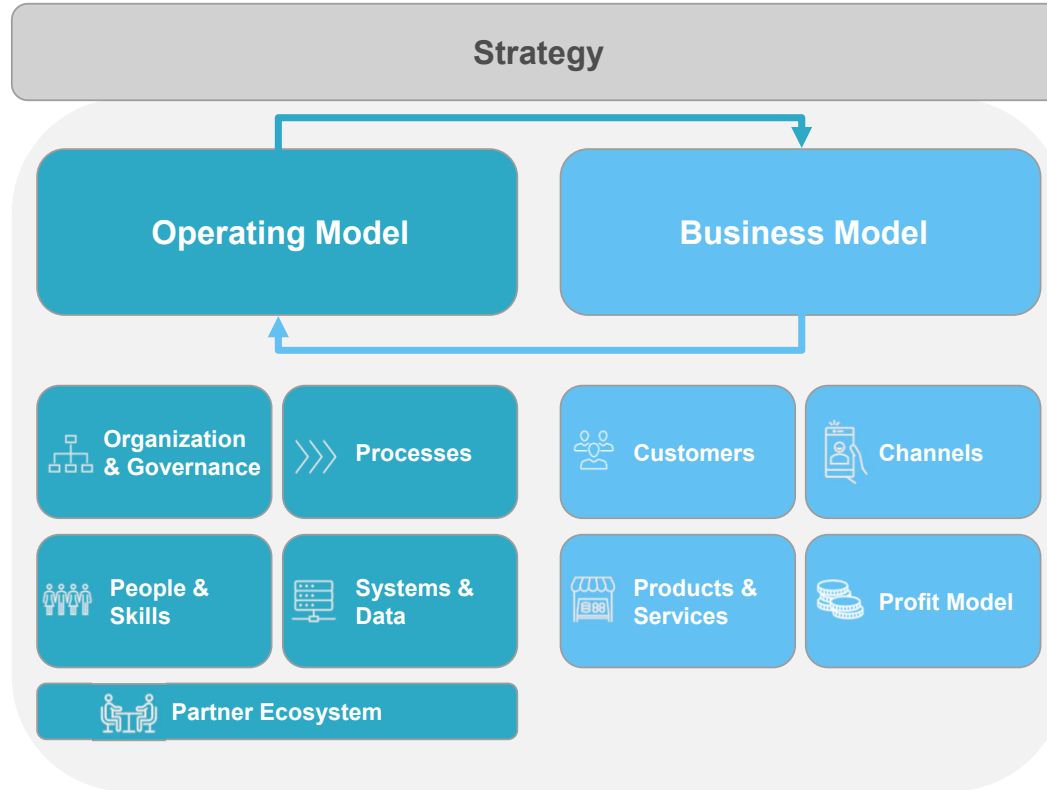 Strategy
Operating Model
Business Model
Organization
& Governance
Processes
Customers
Channels
People &
Skills
Systems &
Data
Products &
Services
Profit Model
Partner Ecosystem